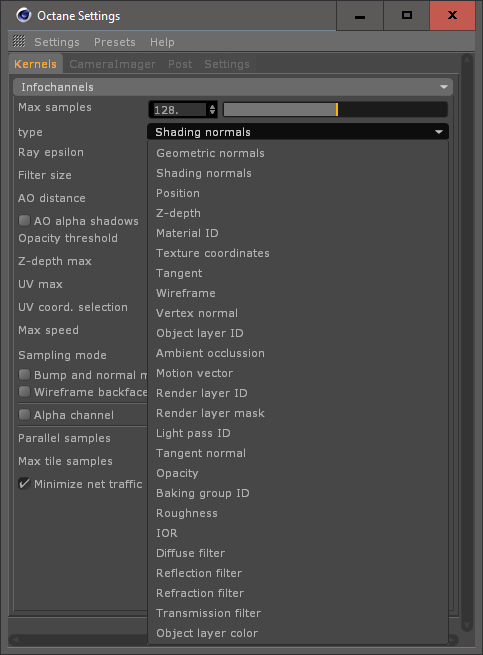 Octane Settings
Settings Presets Help
Kernels CameraImager Post Settings
Infochannels
Max samples 128.
type Shading normals
Ray epsilon
Filter size
AO distance
AO alpha shadows
Opacity threshold
Z-depth max
UV max
UV coord. selection
Max speed
Sampling mode
Bump and normal m
Wireframe backface
Alpha channel
Parallel samples
Max tile samples
Minimize net traffic
Geometric normals
Shading normals
Position
Z-depth
Material ID
Texture coordinates
Tangent
Wireframe
Vertex normal
Object layer ID
Ambient occlussion
Motion vector
Render layer ID
Render layer mask
Light pass ID
Tangent normal
Opacity
Baking group ID
Roughness
IOR
Diffuse filter
Reflection filter
Refraction filter
Transmission filter
Object layer color